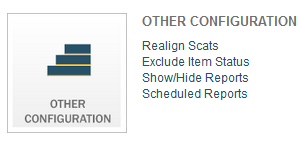 OTHER CONFIGURATION
Realign Scats
Exclude Item Status
Show/Hide Reports
Scheduled Reports
OTHER
CONFIGURATION